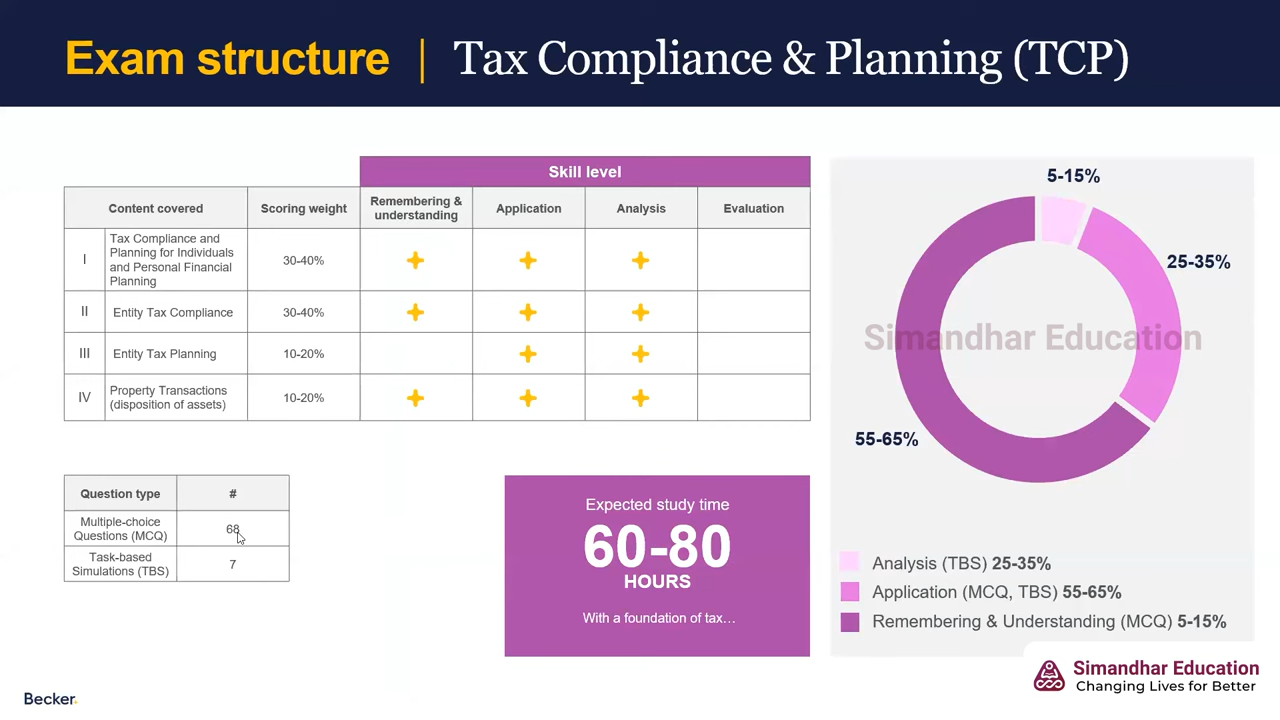 Exam structure | Tax Compliance & Planning (TCP)
Skill level
Content covered
Scoring weight
Remembering &
understanding
Application
Analysis
Evaluation
I
Tax Compliance and
Planning for Individuals
and Personal Financial
Planning
30-40%
II
Entity Tax Compliance
30-40%
III
Entity Tax Planning
10-20%
IV
Property Transactions
(disposition of assets)
10-20%
Question type
#
Multiple-choice
Questions (MCQ)
68
Task-based
Simulations (TBS)
7
Expected study time
60-80
HOURS
With a foundation of tax…
5-15%
25-35%
Simandhar Education
55-65%
Analysis (TBS) 25-35%
Application (MCQ, TBS) 55-65%
Remembering & Understanding (MCQ) 5-15%
Simandhar Education
Changing Lives for Better
Becker.